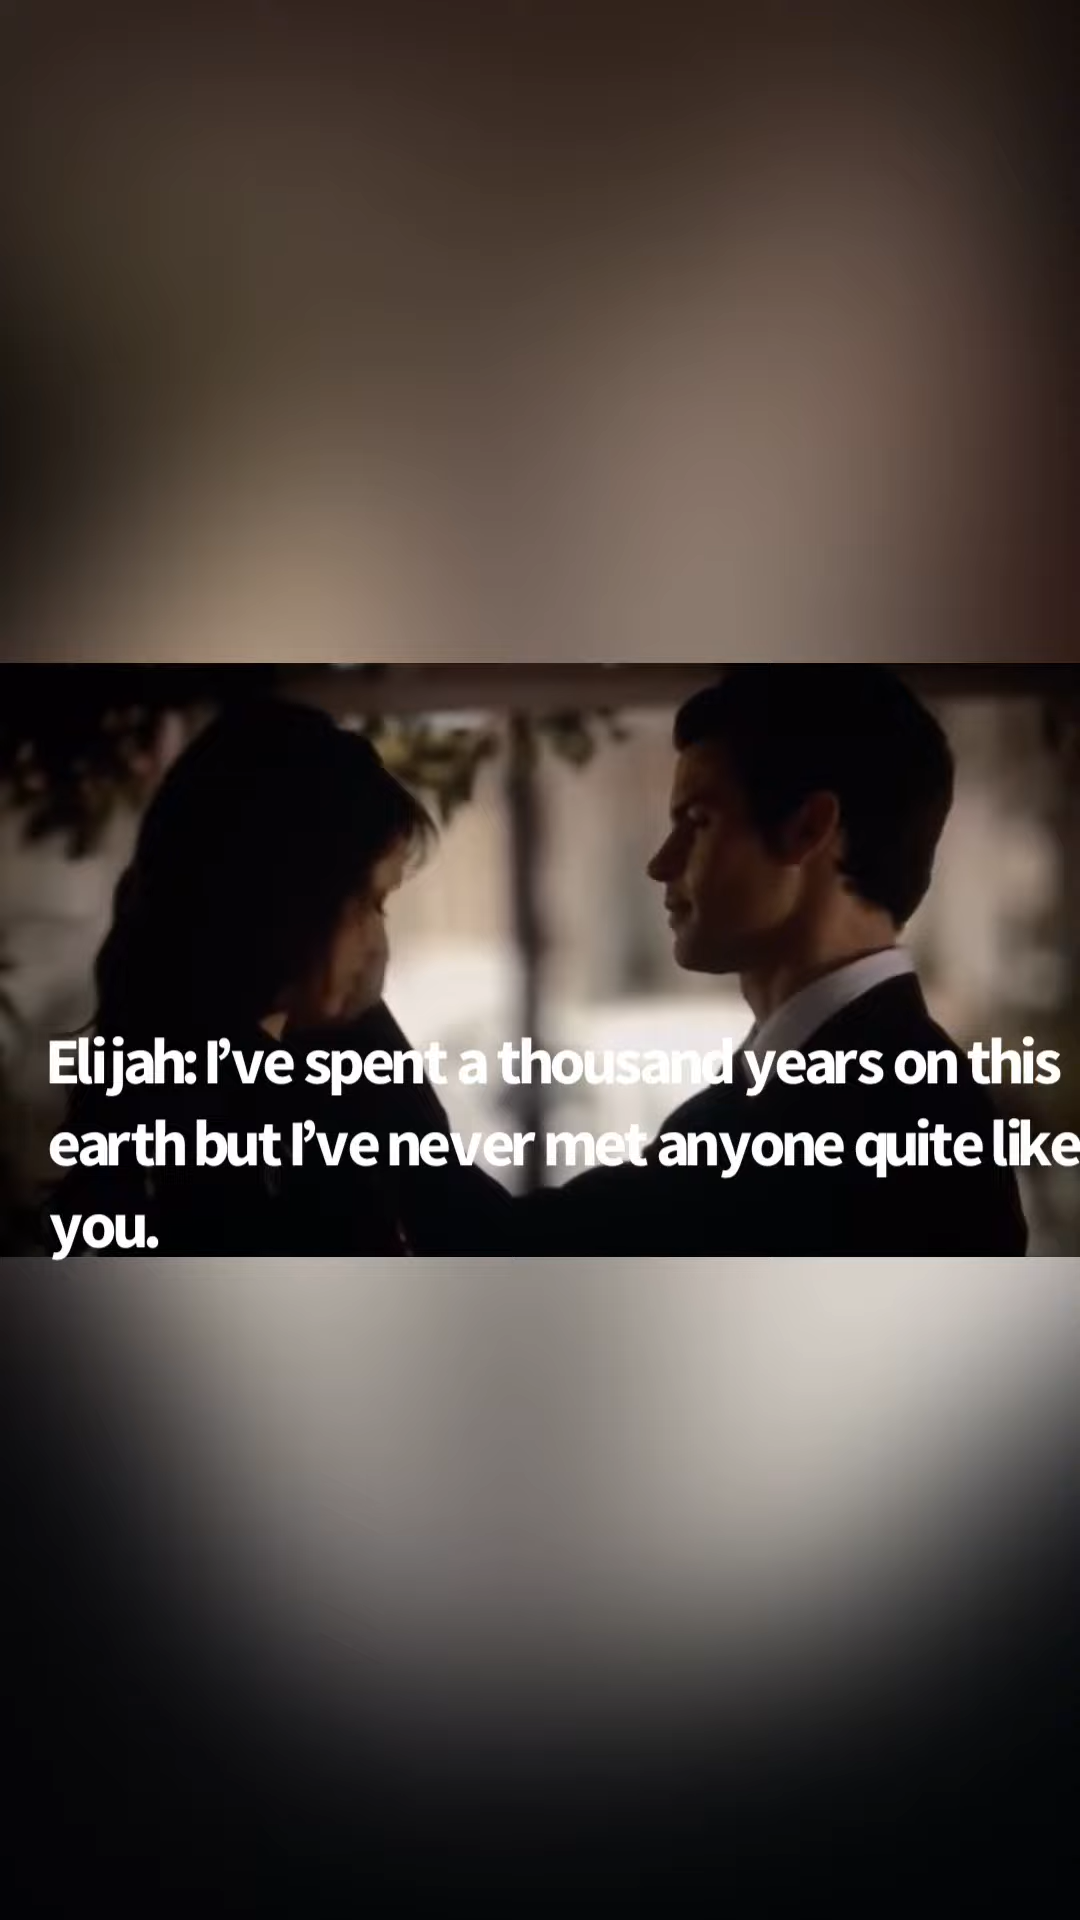 Elijah: I’ve spent a thousand years on this
earth but I’ve never met anyone quite like
you.